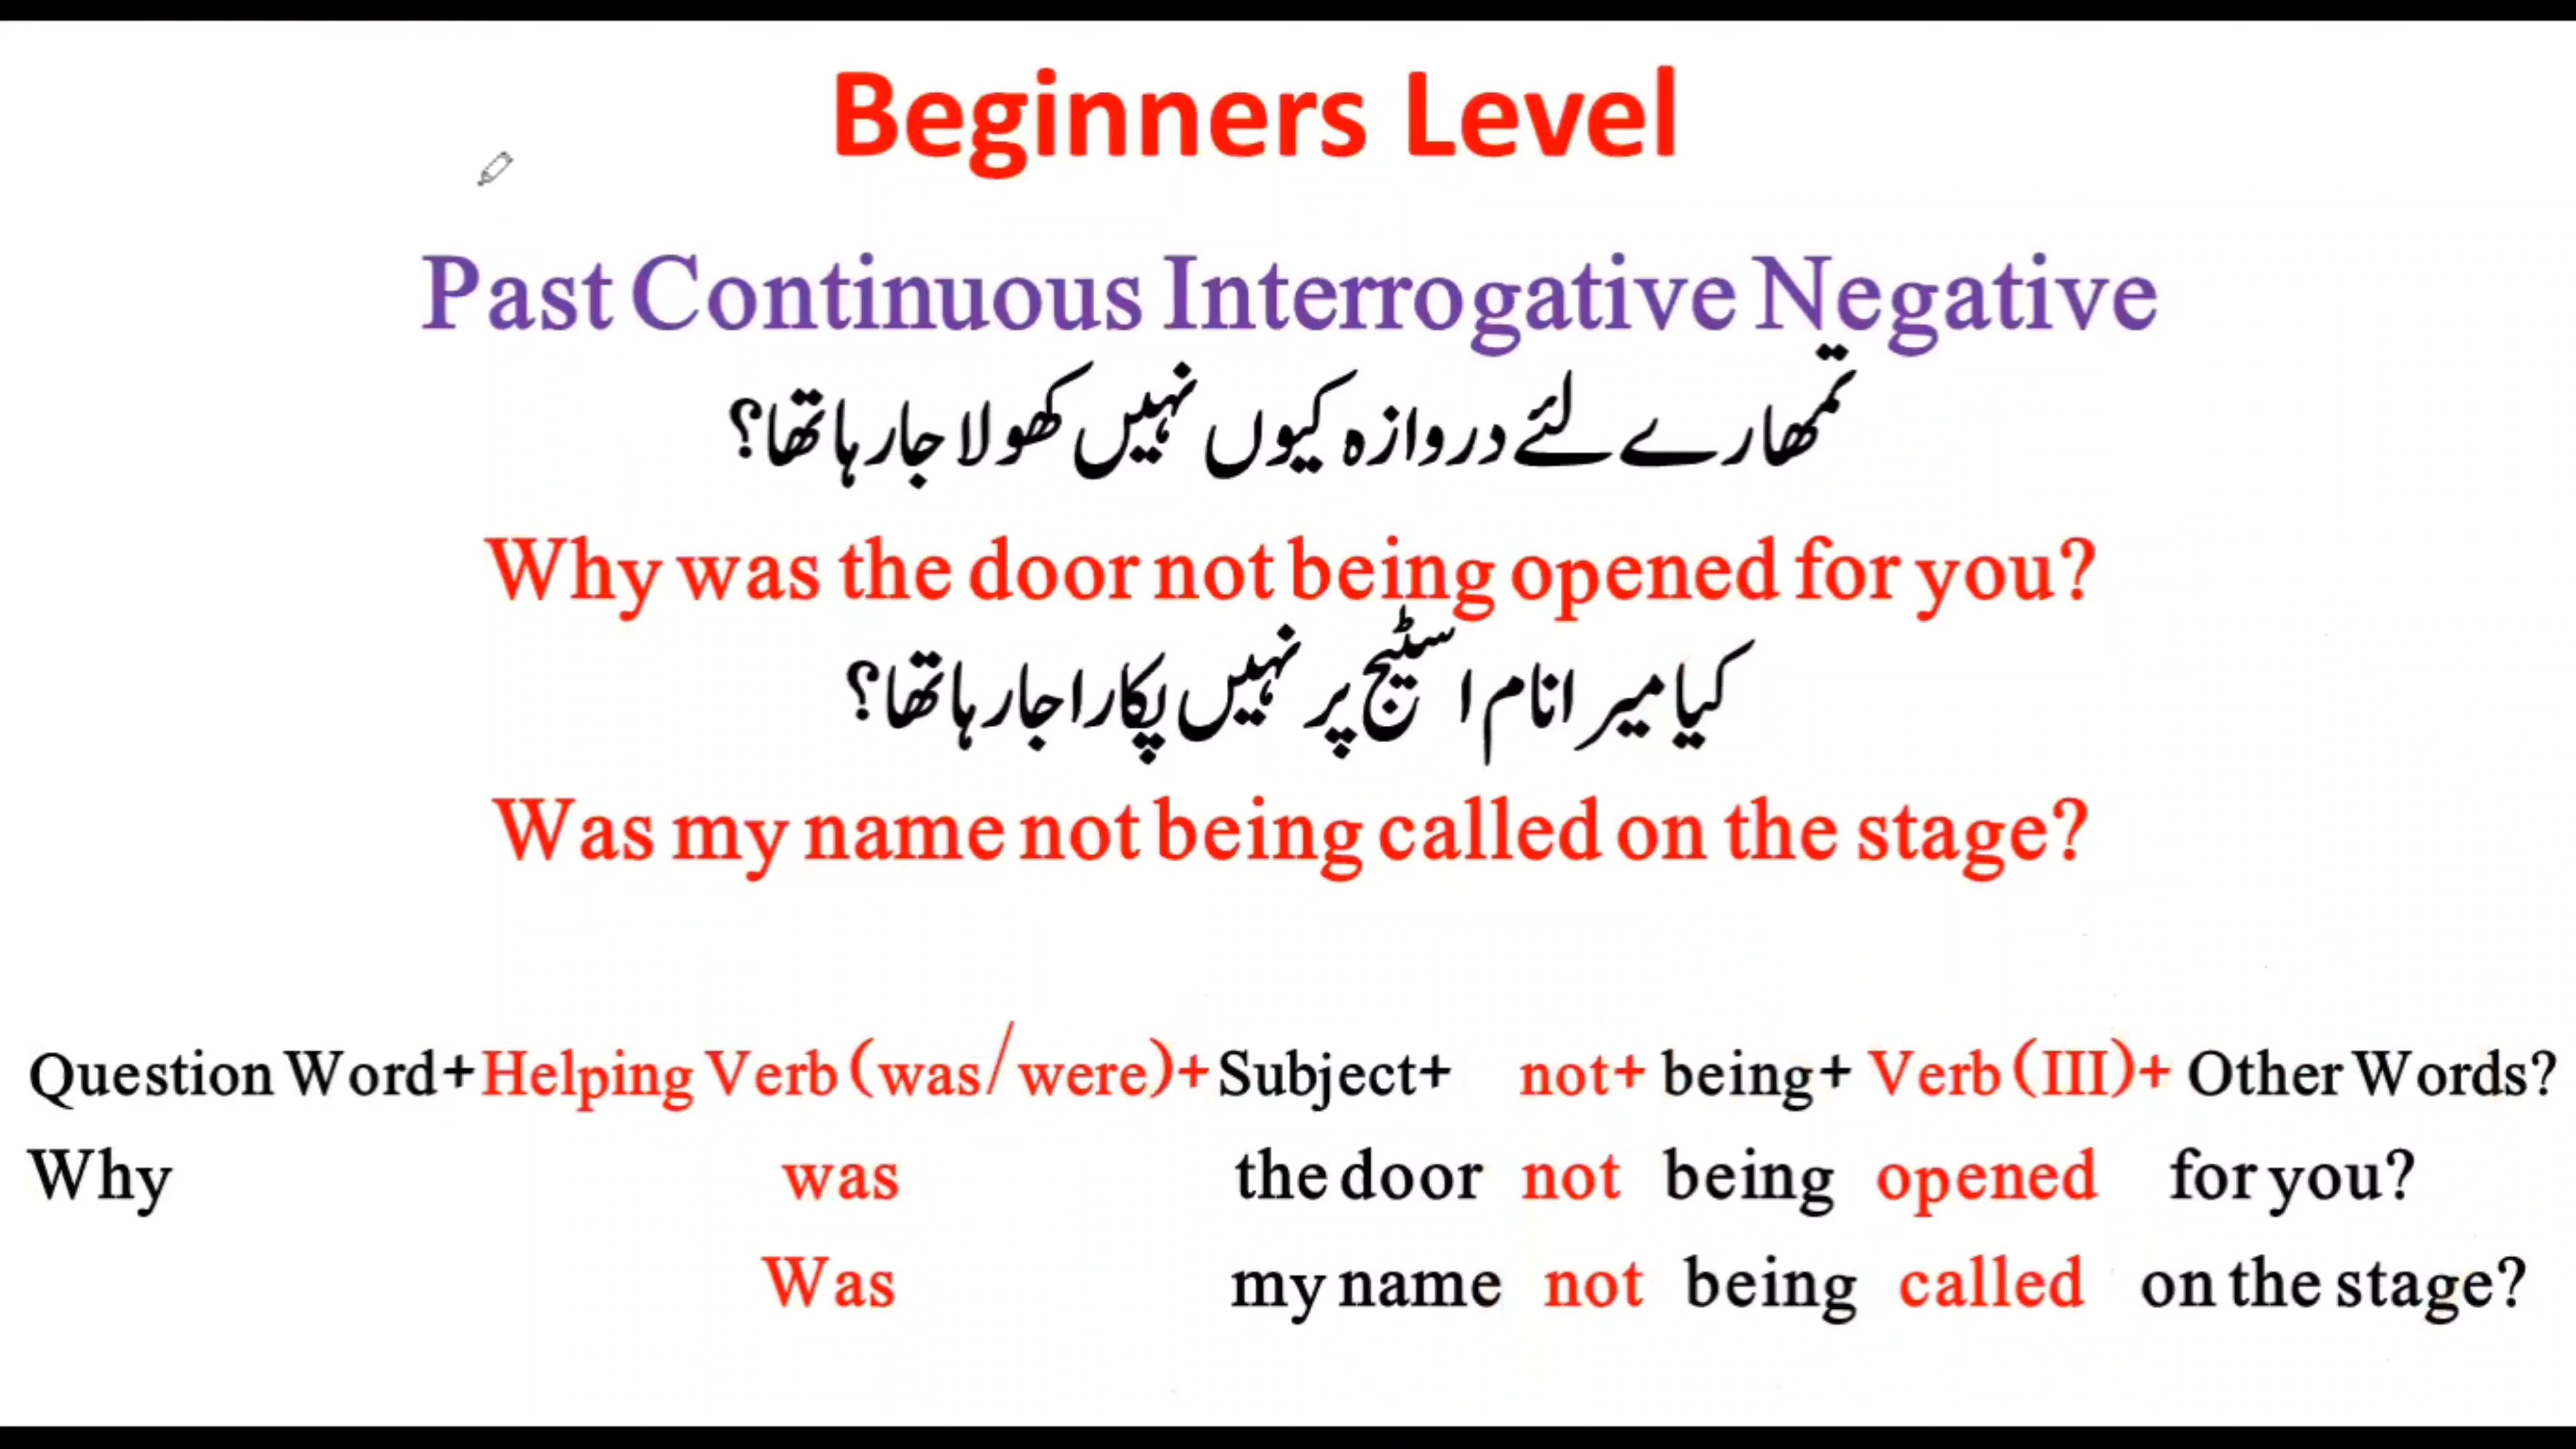 Beginners Level
Past Continuous Interrogative Negative
تمھارے لئے دروازہ کیوں نہیں کھولا جا رہا تھا؟
Why was the door not being opened for you?
کیا میرا نام اسٹیج پر نہیں پکارا جا رہا تھا؟
Was my name not being called on the stage?
Question Word+Helping Verb (was/were)+Subject+ not+ being+ Verb (III)+ Other Words?
Why was the door not being opened for you?
Was my name not being called on the stage?